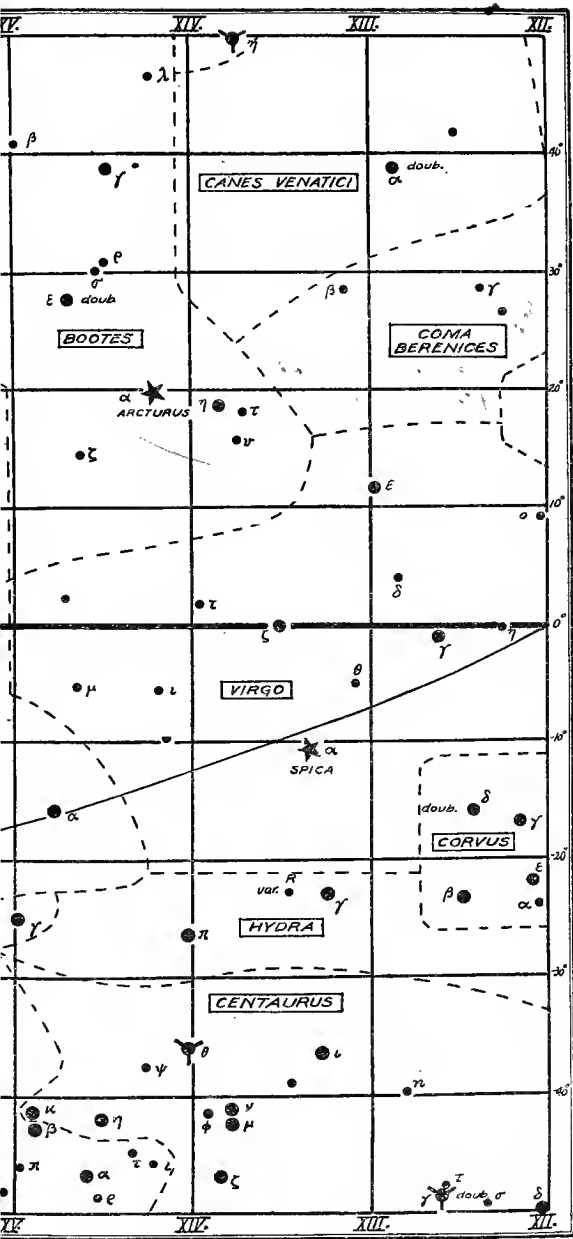 XV. XIV. XIII. XII.
η
λ
β
40°
γ
CANES VENATICI
doub.
α
ρ
σ
30°
ε doub.
β
γ
BOOTES
COMA
BERENICES
20°
α
ARCTURUS
η
τ
υ
ζ
ε
10°
ο
δ
τ
ζ
γ
η
0°
θ
μ
ι
VIRGO
-10°
α
SPICA
α
doub.
δ
γ
CORVUS
-20°
R
var.
γ
ε
β
α
γ
π
HYDRA
-30°
CENTAURUS
θ
ι
ψ
n
-40°
κ
β
η
φ
ν
μ
π
τ
ι
α
ρ
ζ
τ
γ
doub.
σ
δ
XV. XIV. XIII. XII.